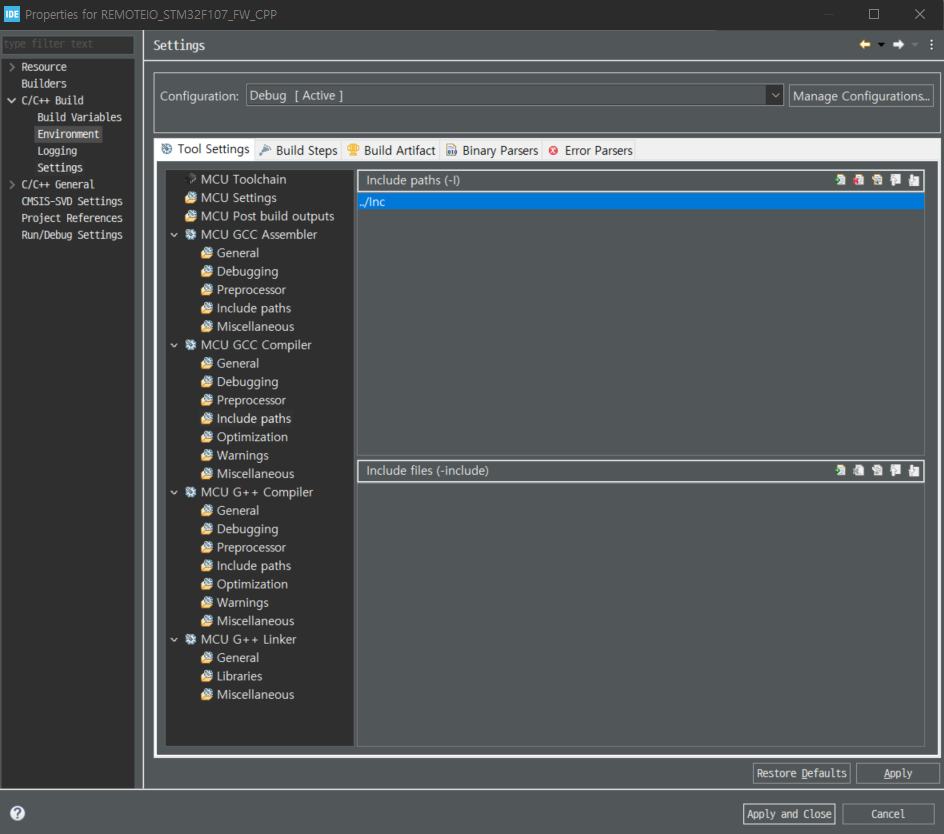 IDE Properties for REMOTEIO_STM32F107_FW_CPP
type filter text
Resource
Builders
C/C++ Build
Build Variables
Environment
Logging
Settings
C/C++ General
CMSIS-SVD Settings
Project References
Run/Debug Settings
Settings
Configuration: Debug [ Active ] Manage Configurations...
Tool Settings Build Steps Build Artifact Binary Parsers Error Parsers
MCU Toolchain
MCU Settings
MCU Post build outputs
MCU GCC Assembler
General
Debugging
Preprocessor
Include paths
Miscellaneous
MCU GCC Compiler
General
Debugging
Preprocessor
Include paths
Optimization
Warnings
Miscellaneous
MCU G++ Compiler
General
Debugging
Preprocessor
Include paths
Optimization
Warnings
Miscellaneous
MCU G++ Linker
General
Libraries
Miscellaneous
Include paths (-I)
../Inc
Include files (-include)
Restore Defaults Apply
Apply and Close Cancel